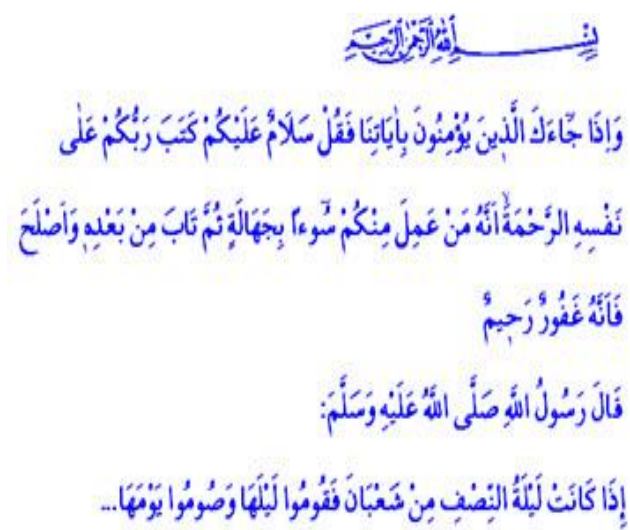 بِسْمِ اللهِ الرَّحْمٰنِ الرَّحِيمِ
وَاِذَا جَٓاءَكَ الَّذ۪ينَ يُؤْمِنُونَ بِاٰيَاتِنَا فَقُلْ سَلَامٌ عَلَيْكُمْ كَتَبَ رَبُّكُمْ عَلٰى
نَفْسِهِ الرَّحْمَةَۙ اَنَّهُ مَنْ عَمِلَ مِنْكُمْ سُٓوءًا بِجَهَالَةٍ ثُمَّ تَابَ مِنْ بَعْدِه۪ وَاَصْلَحَ
فَاَنَّهُ غَفُورٌ رَح۪يمٌ
قَالَ رَسُولُ اللَّهِ صَلَّى اللَّهُ عَلَيْهِ وَسَلَّمَ:
إِذَا كَانَتْ لَيْلَةُ النِّصْفِ مِنْ شَعْبَانَ فَقُومُوا لَيْلَهَا وَصُومُوا يَوْمَهَا...